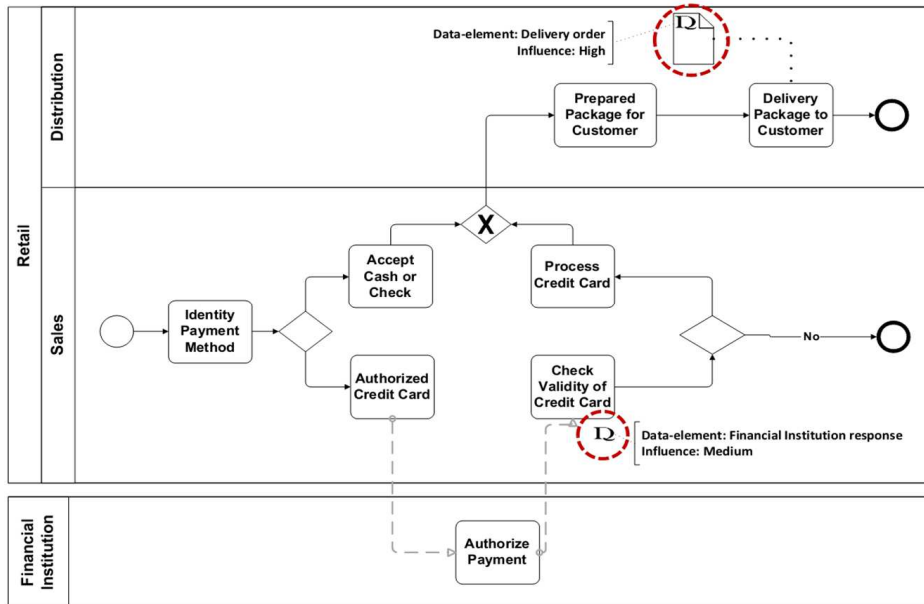 Data-element: Delivery order
Influence: High
DQ
Distribution
Prepared
Package for
Customer
Delivery
Package to
Customer
Retail
Sales
X
Accept
Cash or
Check
Process
Credit Card
Identity
Payment
Method
No
Authorized
Credit Card
Check
Validity of
Credit Card
DQ
Data-element: Financial Institution response
Influence: Medium
Financial
Institution
Authorize
Payment